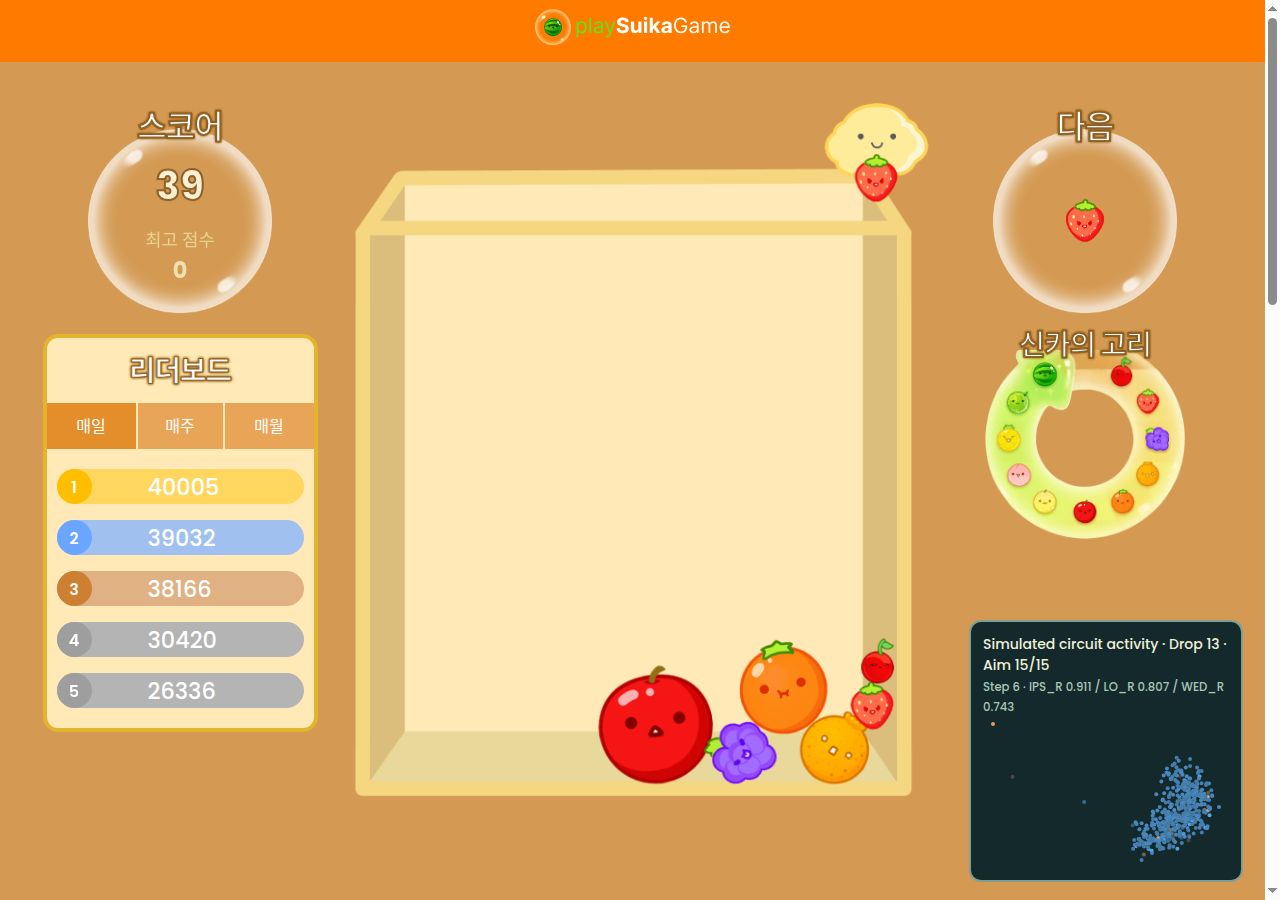 playSuikaGame
스코어
39
최고 점수
0
다음
리더보드
매일 매주 매월
1 40005
2 39032
3 38166
4 30420
5 26336
신카의 고리
Simulated circuit activity · Drop 13 ·
Aim 15/15
Step 6 · IPS_R 0.911 / LO_R 0.807 / WED_R
0.743